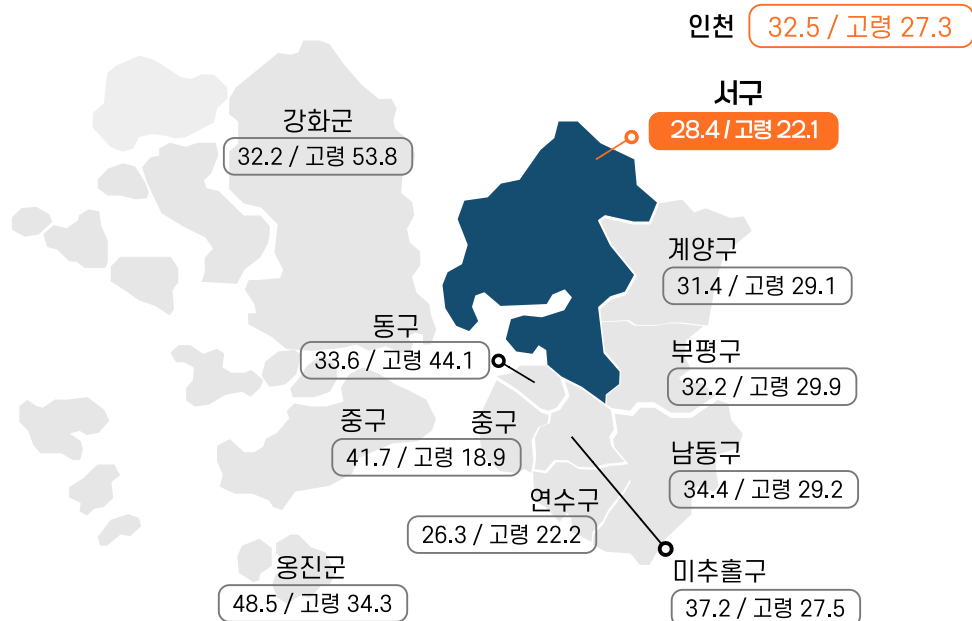 인천 32.5 / 고령 27.3
서구
28.4 / 고령 22.1
강화군
32.2 / 고령 53.8
계양구
31.4 / 고령 29.1
동구
33.6 / 고령 44.1
부평구
32.2 / 고령 29.9
중구 중구
41.7 / 고령 18.9
남동구
34.4 / 고령 29.2
연수구
26.3 / 고령 22.2
옹진군
48.5 / 고령 34.3
미추홀구
37.2 / 고령 27.5